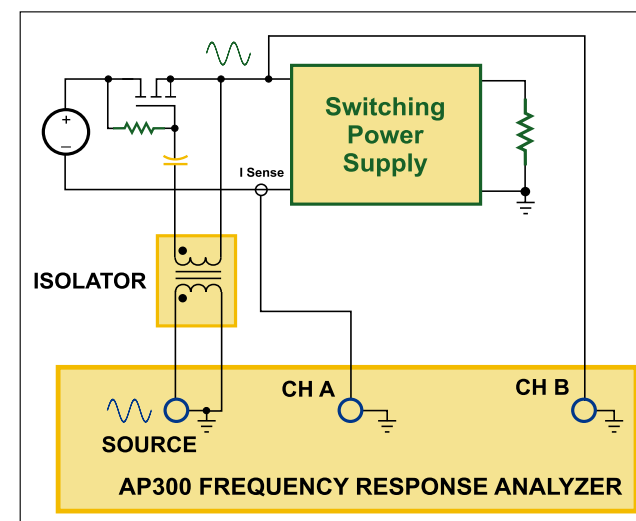 Switching
Power
Supply
+
−
I Sense
ISOLATOR
CH A
CH B
SOURCE
AP300 FREQUENCY RESPONSE ANALYZER